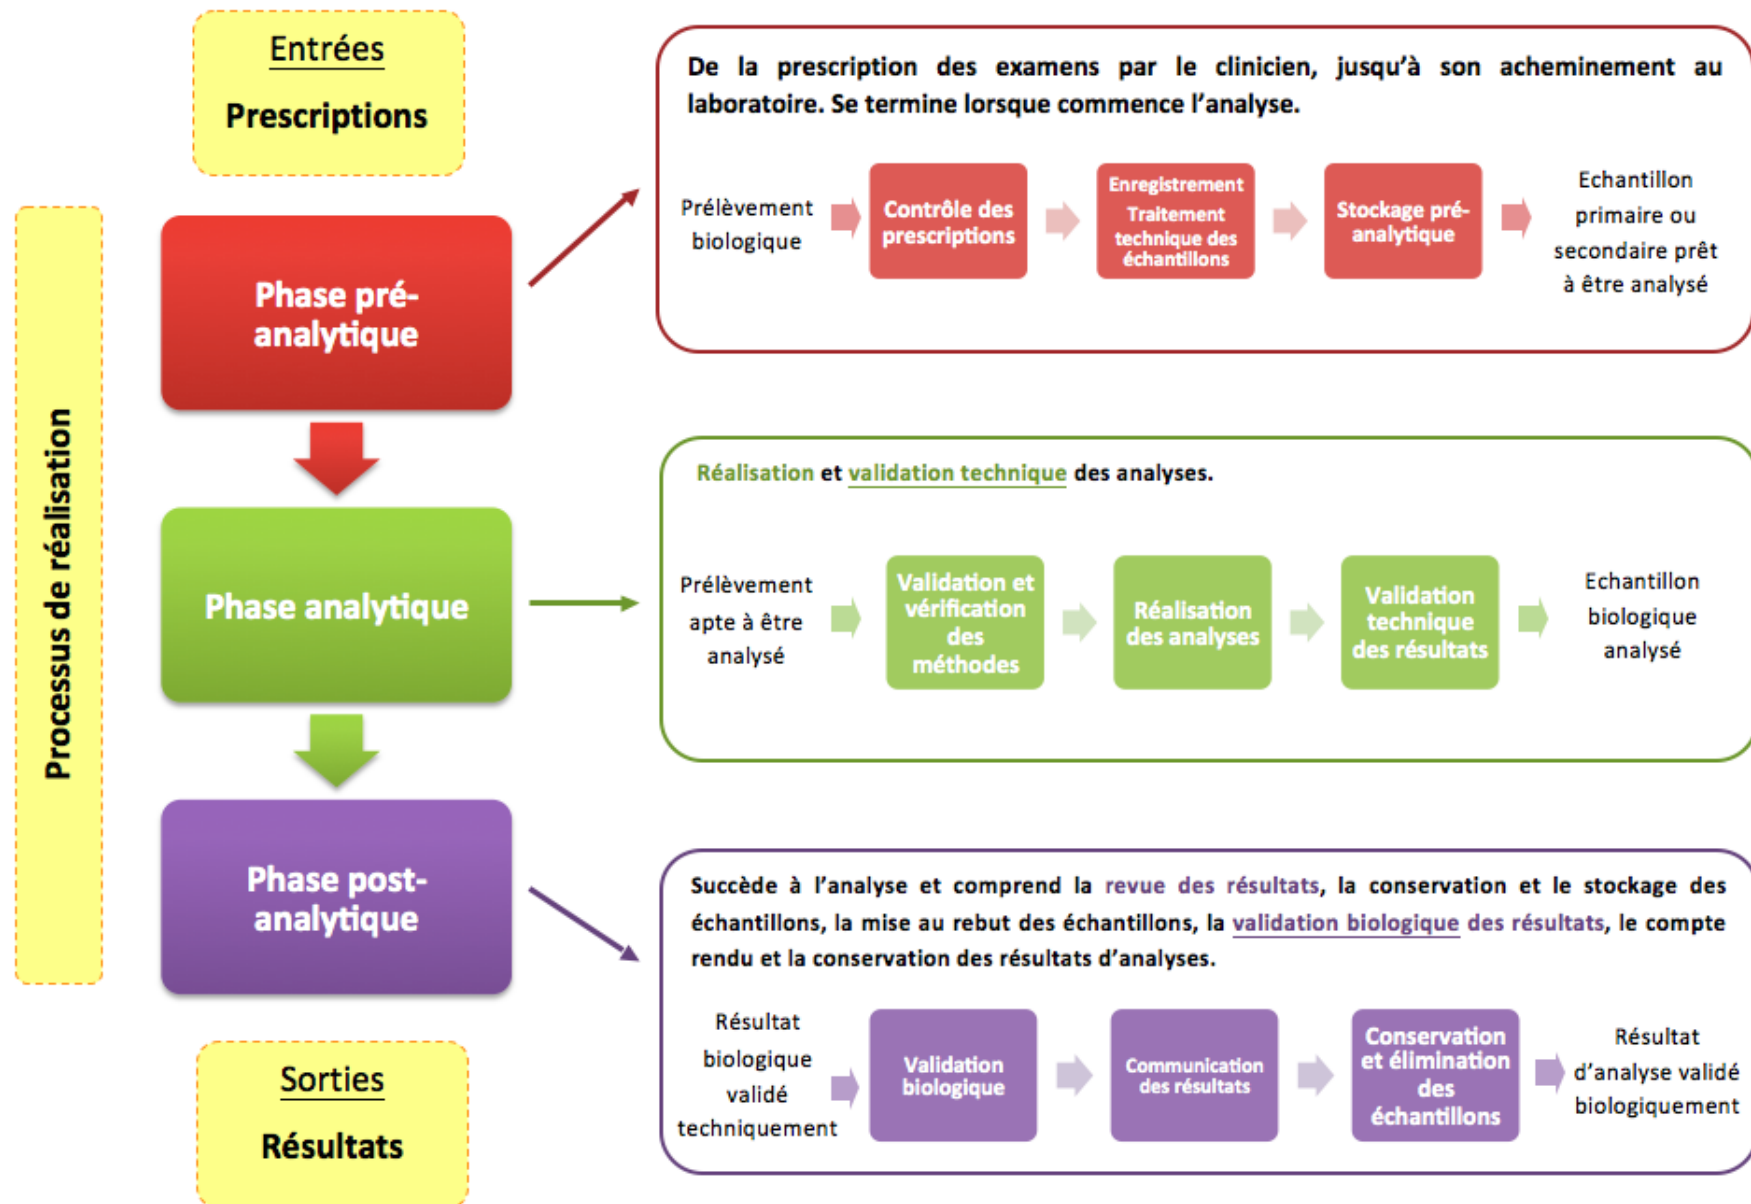 Entrées
Prescriptions
De la prescription des examens par le clinicien, jusqu’à son acheminement au
laboratoire. Se termine lorsque commence l’analyse.
Prélèvement
biologique
Contrôle des
prescriptions
Enregistrement
Traitement
technique des
échantillons
Stockage pré-
analytique
Echantillon
primaire ou
secondaire prêt
à être analysé
Phase pré-
analytique
Processus de réalisation
Réalisation et validation technique des analyses.
Prélèvement
apte à être
analysé
Validation et
vérification
des
méthodes
Réalisation
des analyses
Validation
technique
des résultats
Echantillon
biologique
analysé
Phase analytique
Phase post-
analytique
Succède à l’analyse et comprend la revue des résultats, la conservation et le stockage des
échantillons, la mise au rebut des échantillons, la validation biologique des résultats, le compte
rendu et la conservation des résultats d’analyses.
Résultat
biologique
validé
techniquement
Validation
biologique
Communication
des résultats
Conservation
et élimination
des
échantillons
Résultat
d’analyse validé
biologiquement
Sorties
Résultats